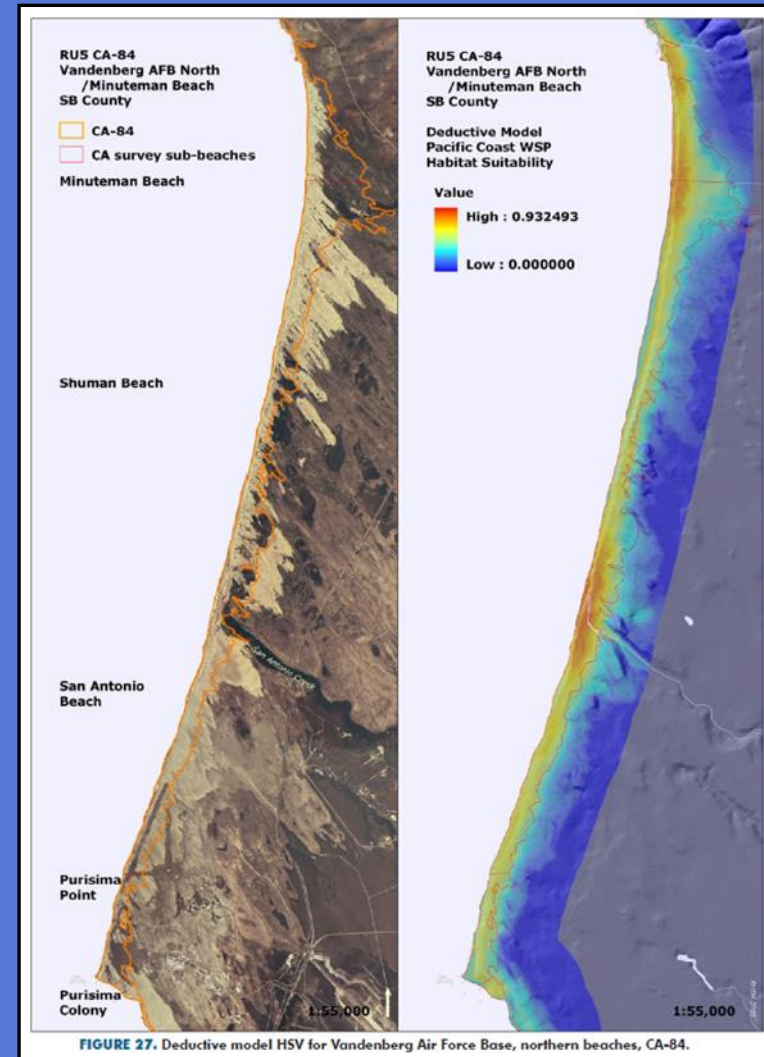 RU5 CA-84
Vandenberg AFB North
/Minuteman Beach
SB County
CA-84
CA survey sub-beaches
Minuteman Beach
Shuman Beach
San Antonio Creek
San Antonio
Beach
Purisima
Point
Purisima
Colony
1:55,000
RU5 CA-84
Vandenberg AFB North
/Minuteman Beach
SB County
Deductive Model
Pacific Coast WSP
Habitat Suitability
Value
High : 0.932493
Low : 0.000000
1:55,000
FIGURE 27. Deductive model HSV for Vandenberg Air Force Base, northern beaches, CA-84.